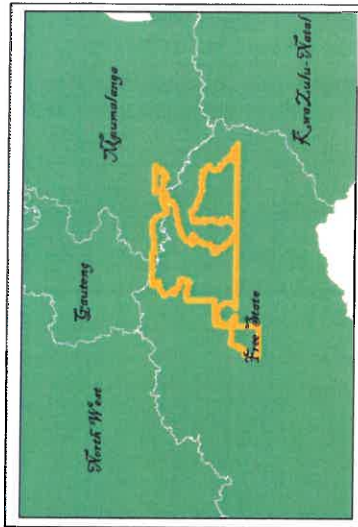 North West
Gauteng
Mpumalanga
Free State
KwaZulu-Natal